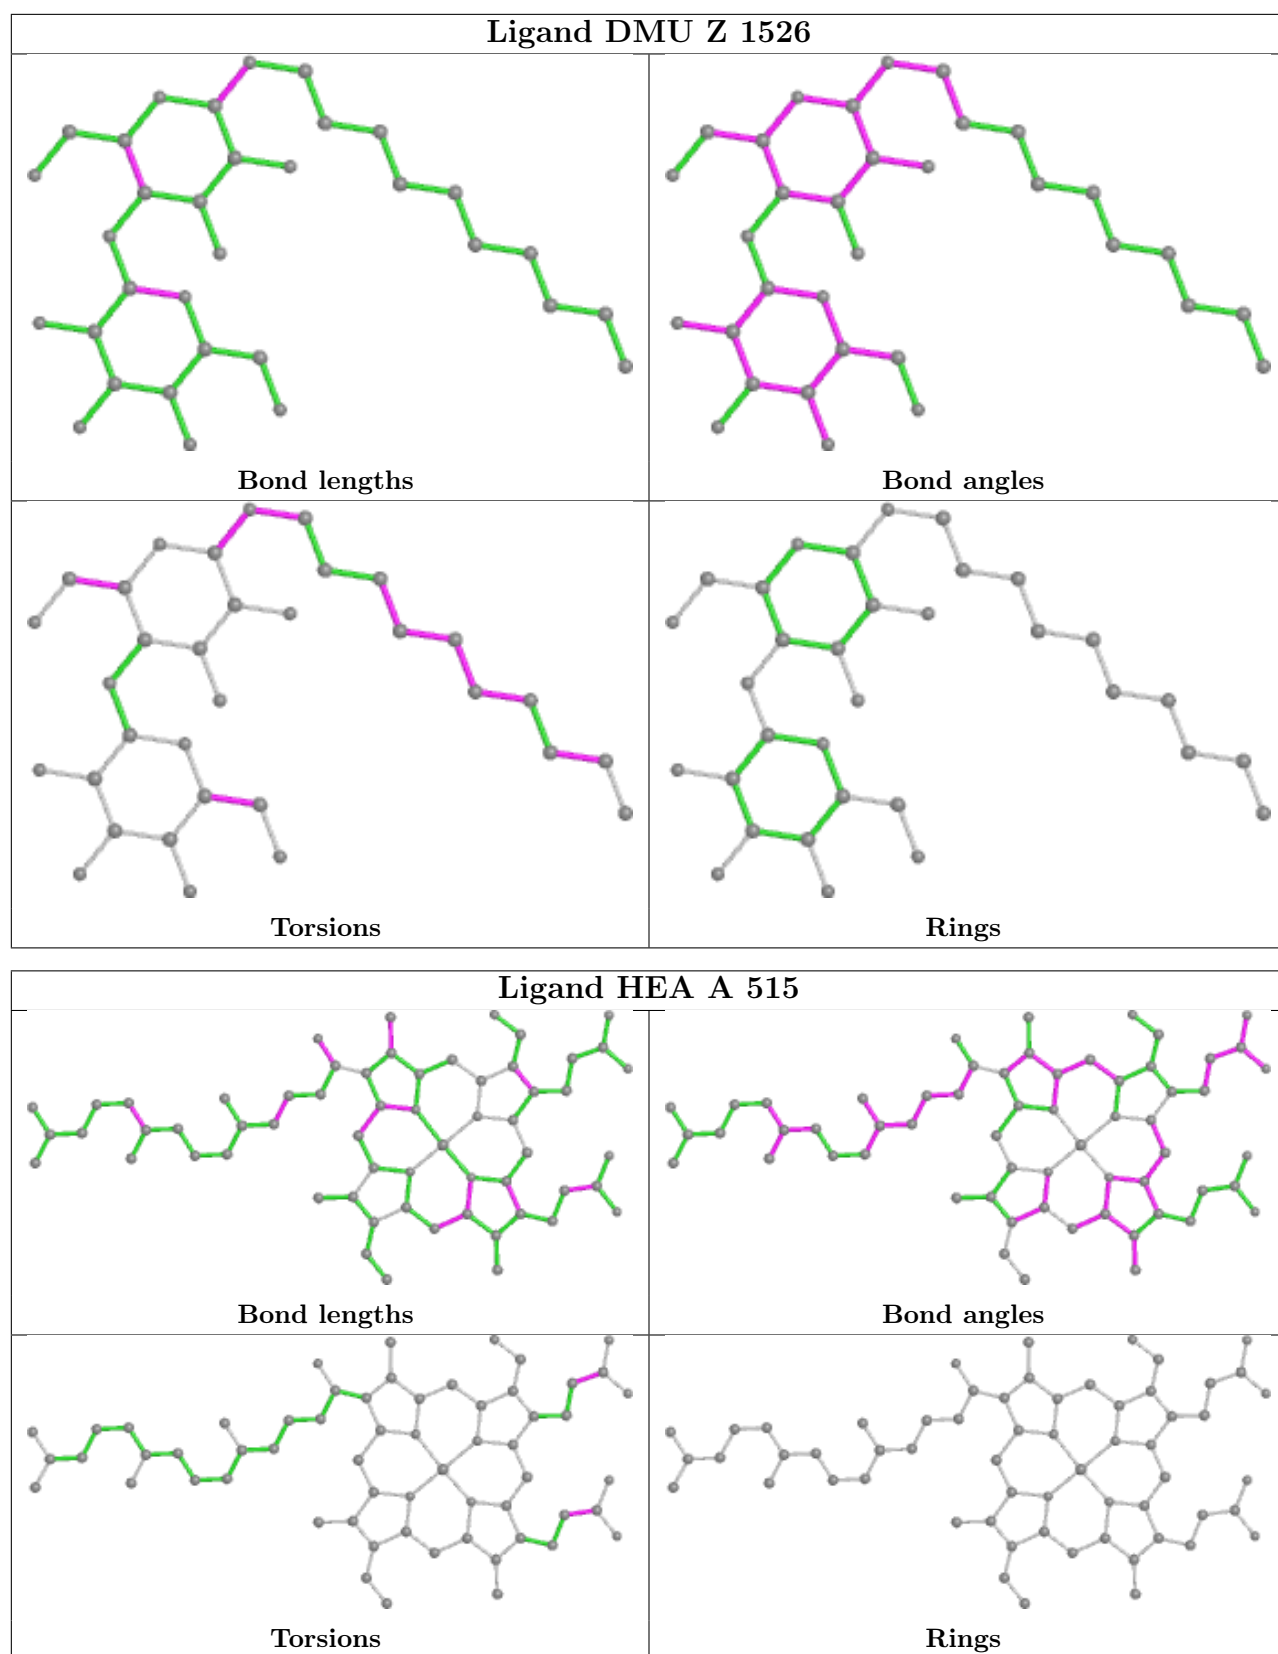 Ligand DMU Z 1526
Bond lengths
Bond angles
Torsions
Rings
Ligand HEA A 515
Bond lengths
Bond angles
Torsions
Rings